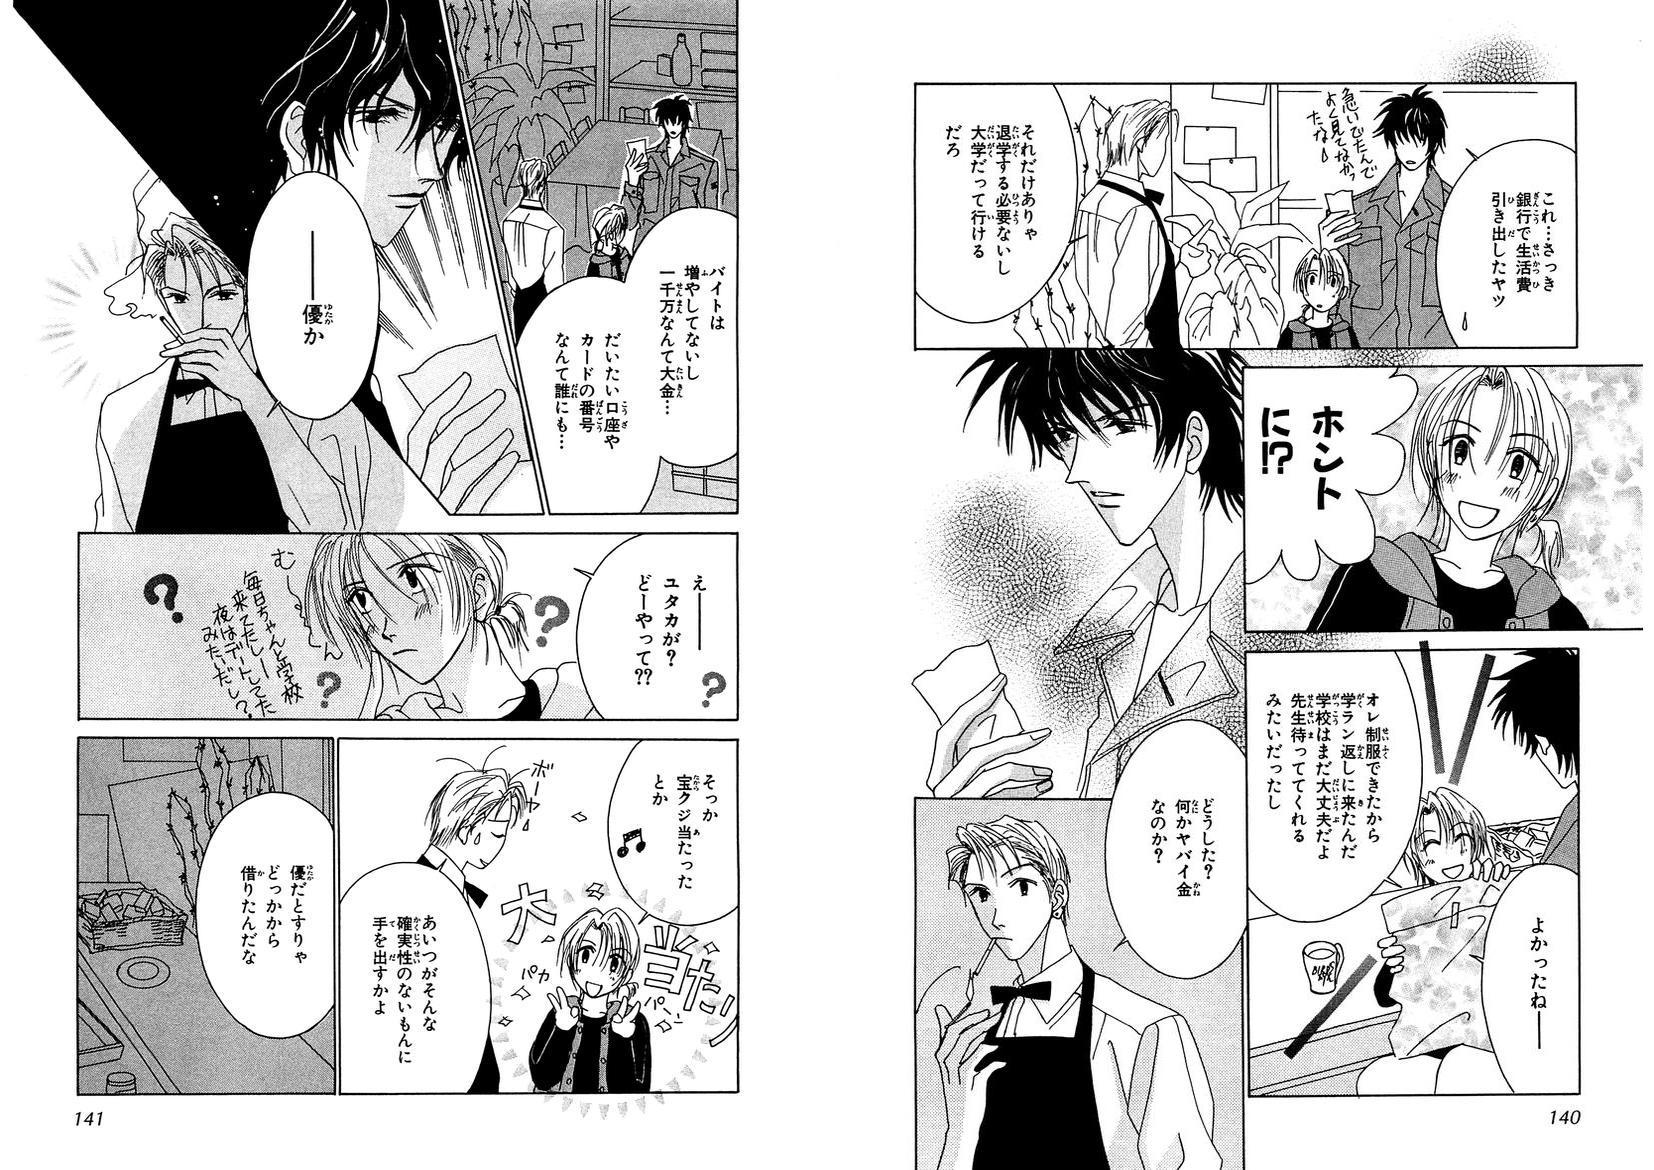 これ…さっき
銀行で生活費
引き出したヤツ
急いでたんで
よく見てなかっ
たな
それだけありゃ
退学する必要ないし
大学だって行ける
だろ
ホント
に!?
オレ制服できたから
学ラン返しに来たんだ
学校はまだ大丈夫だよ
先生待っててくれる
みたいだったし
よかったね――
どうした?
何かヤバイ金
なのか?
140
バイトは
増やしてないし
一千万なんて大金…
だいたい口座や
カードの番号
なんて誰にも…
――優か
え――
ユタカが?
どーやって??
むーん
毎日ちゃんと学校
来てたしー
夜はデートしてた
みたいだし?
?
?
?
?
そっか
宝クジ当たった
とか
ボーヤ
大
当たり
パカ
パーン
あいつがそんな
確実性のないもんに
手を出すかよ
優だとすりゃ
どっかから
借りたんだな
141